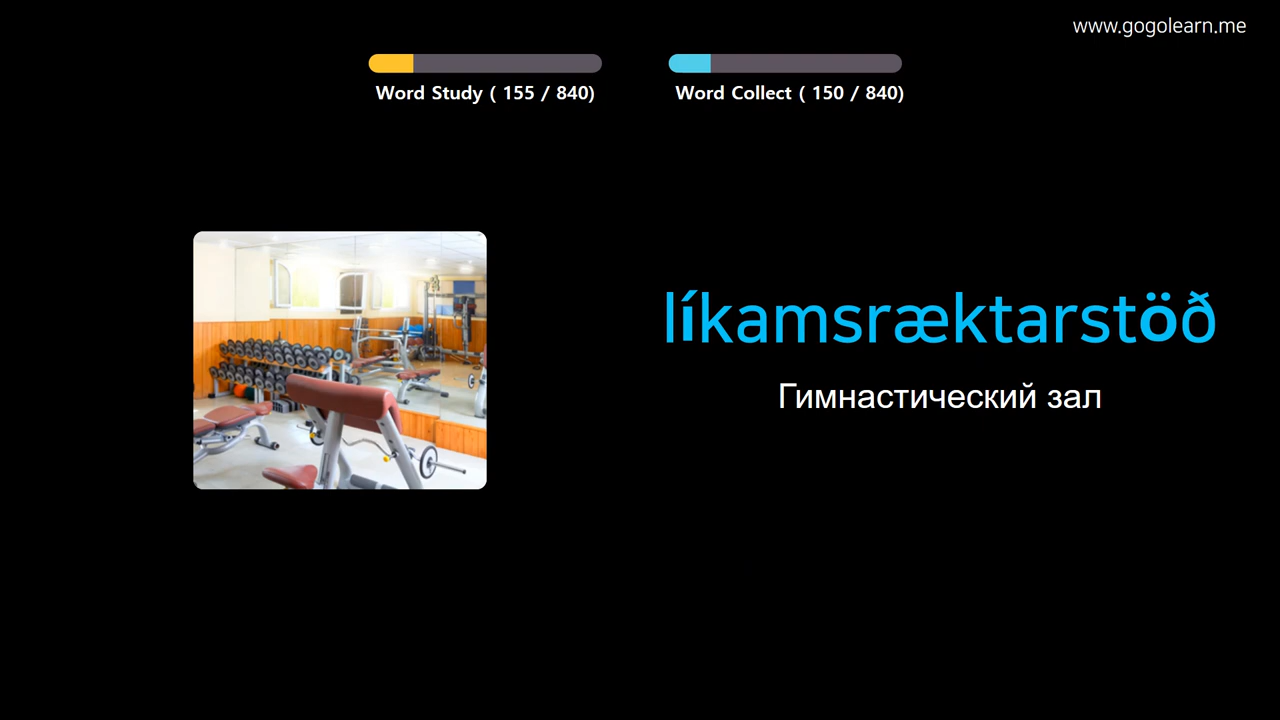 www.gogolearn.me
Word Study ( 155 / 840)
Word Collect ( 150 / 840)
líkamsræktarstöð
Гимнастический зал